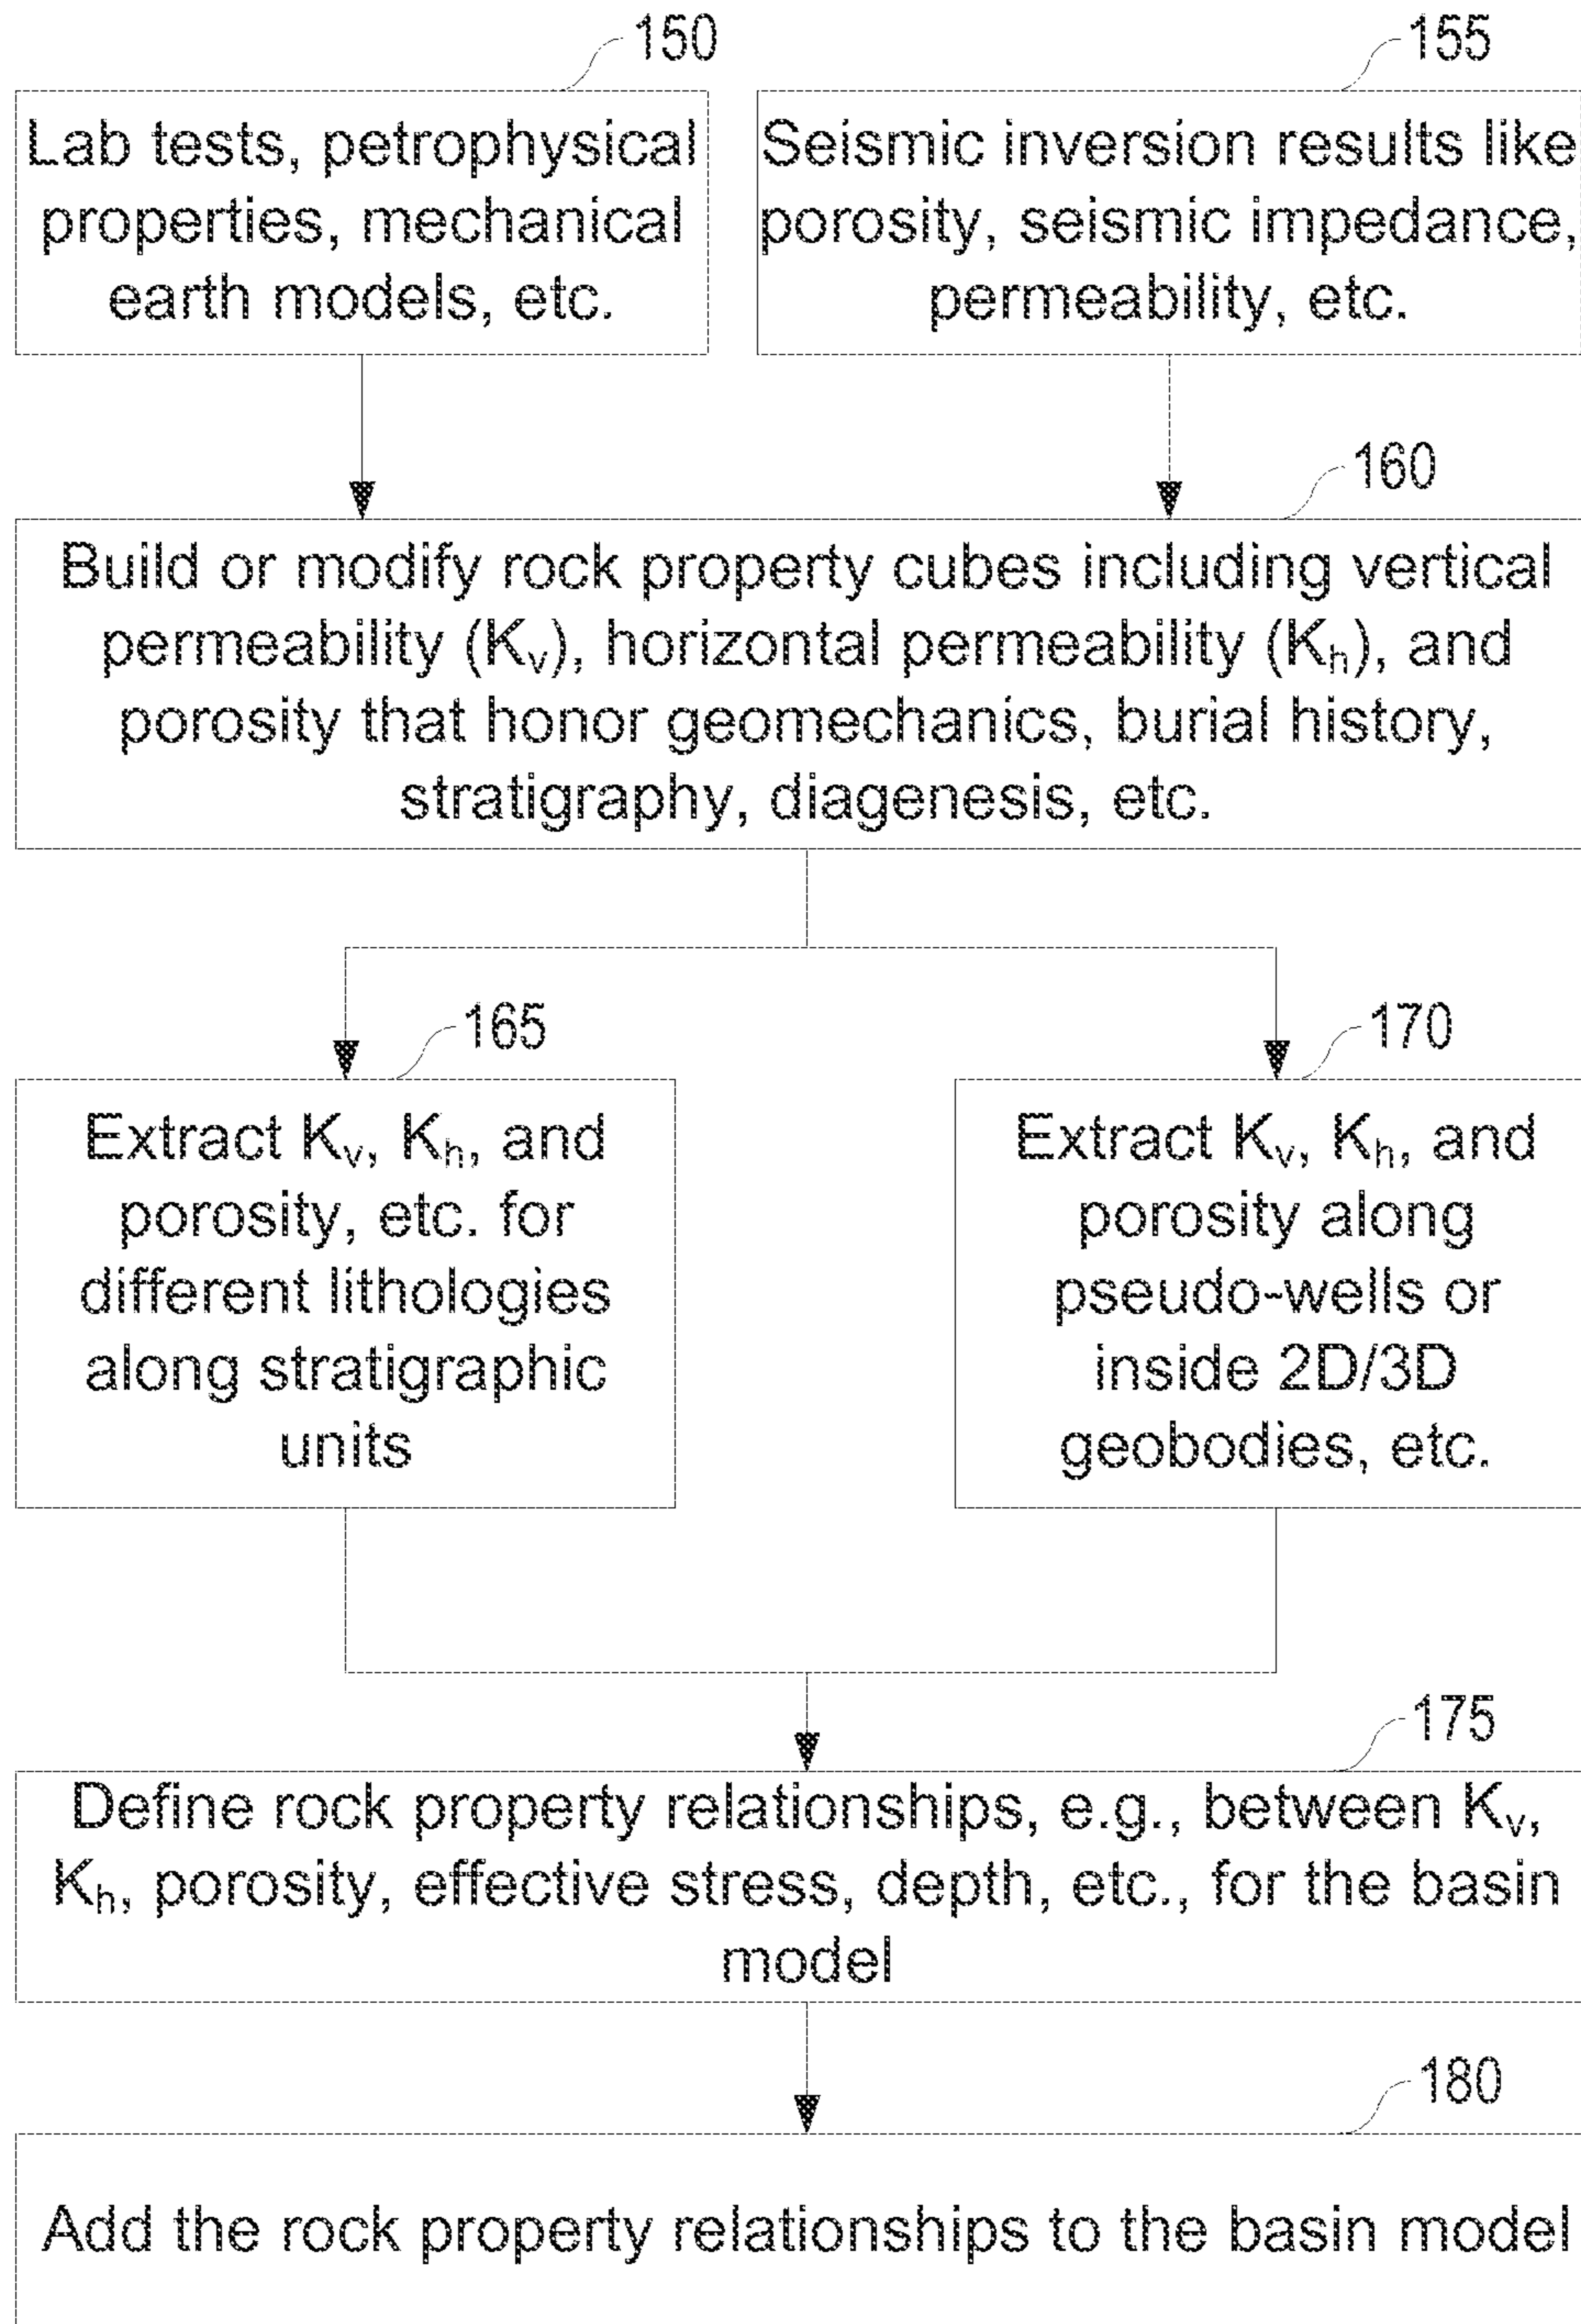 150
Lab tests, petrophysical
properties, mechanical
earth models, etc.
155
Seismic inversion results like
porosity, seismic impedance,
permeability, etc.
160
Build or modify rock property cubes including vertical
permeability (Kv), horizontal permeability (Kh), and
porosity that honor geomechanics, burial history,
stratigraphy, diagenesis, etc.
165
Extract Kv, Kh, and
porosity, etc. for
different lithologies
along stratigraphic
units
170
Extract Kv, Kh, and
porosity along
pseudo-wells or
inside 2D/3D
geobodies, etc.
175
Define rock property relationships, e.g., between Kv,
Kh, porosity, effective stress, depth, etc., for the basin
model
180
Add the rock property relationships to the basin model